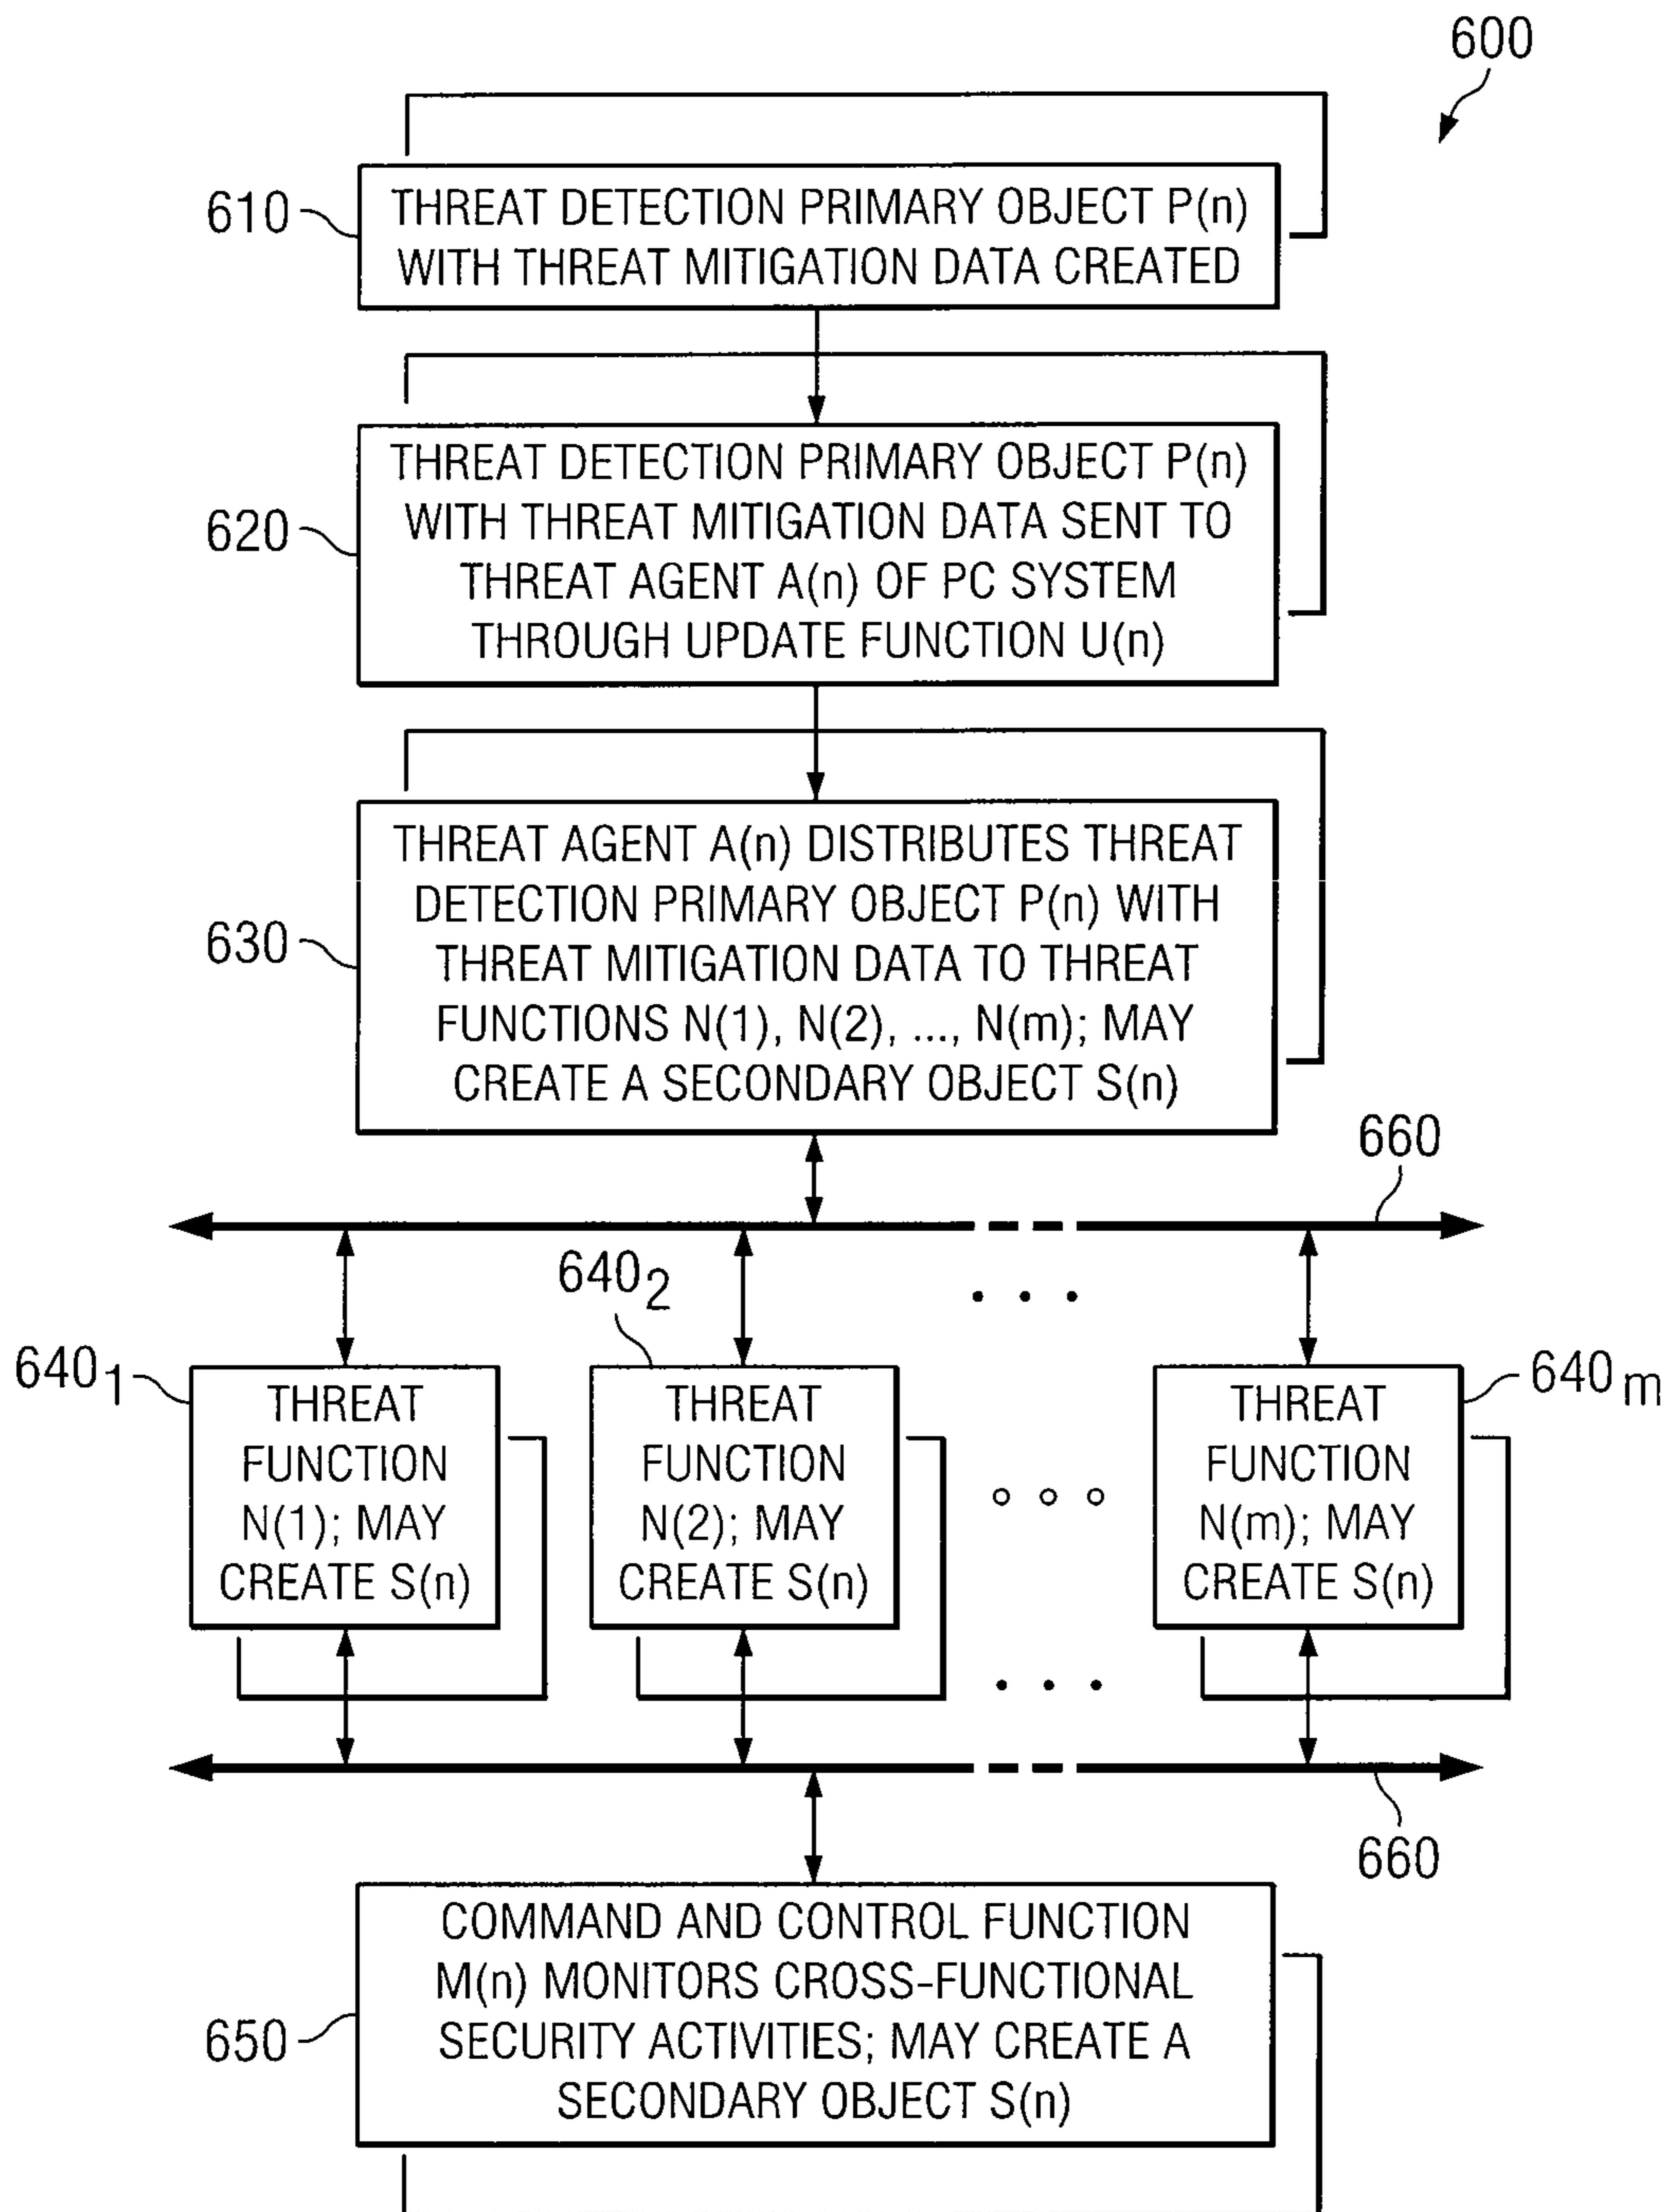 600
610
THREAT DETECTION PRIMARY OBJECT P(n)
WITH THREAT MITIGATION DATA CREATED
620
THREAT DETECTION PRIMARY OBJECT P(n)
WITH THREAT MITIGATION DATA SENT TO
THREAT AGENT A(n) OF PC SYSTEM
THROUGH UPDATE FUNCTION U(n)
630
THREAT AGENT A(n) DISTRIBUTES THREAT
DETECTION PRIMARY OBJECT P(n) WITH
THREAT MITIGATION DATA TO THREAT
FUNCTIONS N(1), N(2), ..., N(m); MAY
CREATE A SECONDARY OBJECT S(n)
660
640₁
THREAT
FUNCTION
N(1); MAY
CREATE S(n)
640₂
THREAT
FUNCTION
N(2); MAY
CREATE S(n)
640ₘ
THREAT
FUNCTION
N(m); MAY
CREATE S(n)
660
650
COMMAND AND CONTROL FUNCTION
M(n) MONITORS CROSS-FUNCTIONAL
SECURITY ACTIVITIES; MAY CREATE A
SECONDARY OBJECT S(n)